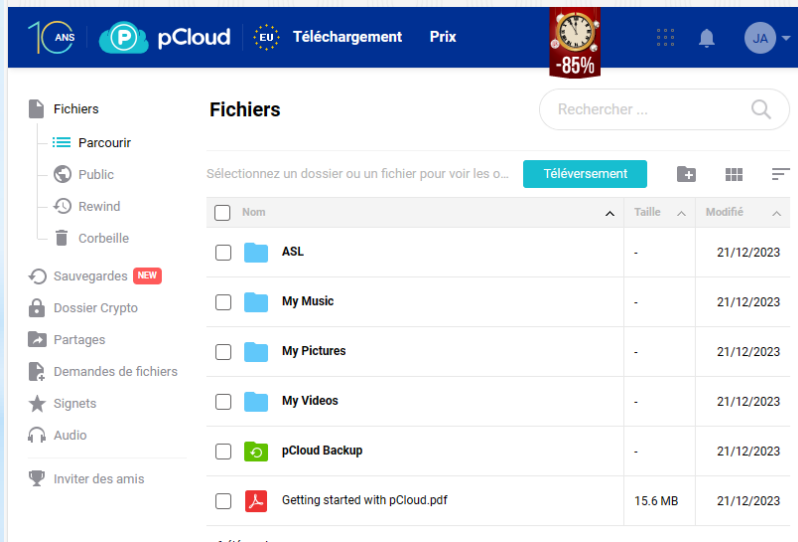 10 ANS pCloud EU Téléchargement Prix -85% JA
Fichiers
Parcourir
Public
Rewind
Corbeille
Sauvegardes NEW
Dossier Crypto
Partages
Demandes de fichiers
Signets
Audio
Inviter des amis
Fichiers
Rechercher ...
Sélectionnez un dossier ou un fichier pour voir les o... Téléversement
Nom Taille Modifié
ASL - 21/12/2023
My Music - 21/12/2023
My Pictures - 21/12/2023
My Videos - 21/12/2023
pCloud Backup - 21/12/2023
Getting started with pCloud.pdf 15.6 MB 21/12/2023